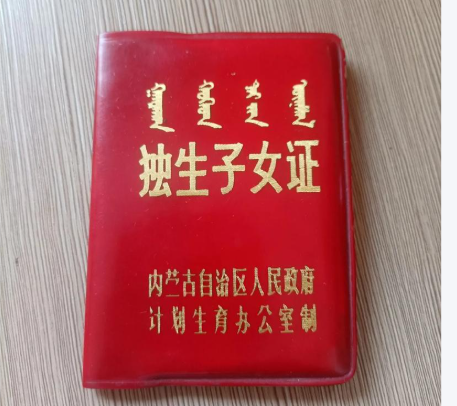 独生子女证
内蒙古自治区人民政府
计划生育办公室制